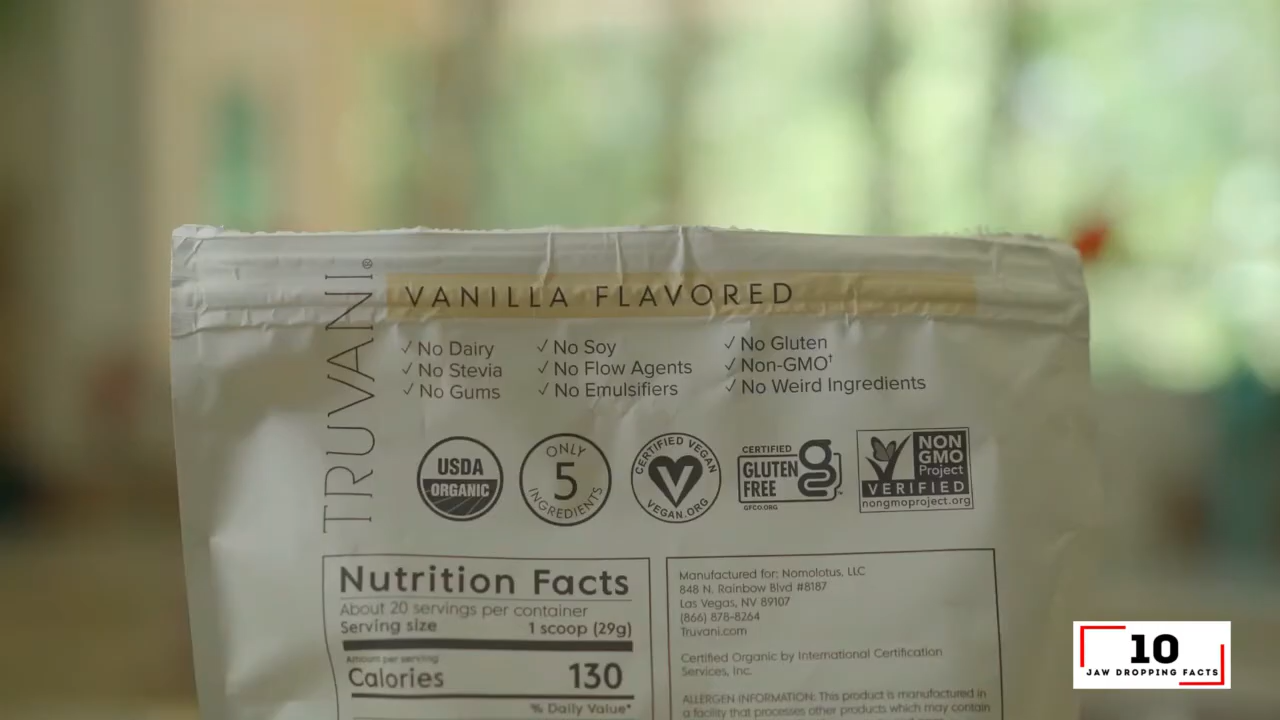 TRUVANI®
VANILLA FLAVORED
✓ No Dairy
✓ No Stevia
✓ No Gums
✓ No Soy
✓ No Flow Agents
✓ No Emulsifiers
✓ No Gluten
✓ Non-GMO†
✓ No Weird Ingredients
USDA
ORGANIC
ONLY
5
INGREDIENTS
CERTIFIED VEGAN
V
VEGAN.ORG
CERTIFIED
GLUTEN
FREE
g
GFCO.ORG
NON
GMO
Project
VERIFIED
nongmoproject.org
Nutrition Facts
About 20 servings per container
Serving size 1 scoop (29g)
Amount per serving
Calories 130
% Daily Value*
Manufactured for: Nomolotus, LLC
848 N. Rainbow Blvd #8187
Las Vegas, NV 89107
(866) 878-8264
Truvani.com
Certified Organic by International Certification
Services, Inc.
ALLERGEN INFORMATION: This product is manufactured in
a facility that processes other products which may contain
10
JAW DROPPING FACTS